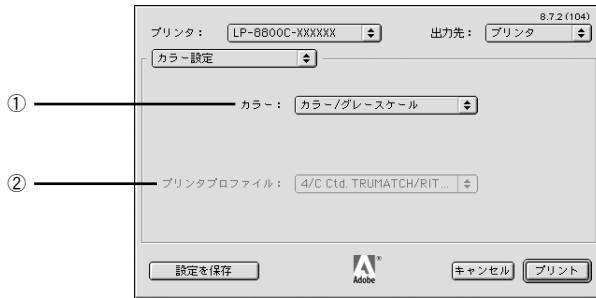 8.7.2 (104)
プリンタ： LP-8800C-XXXXXX 出力先： プリンタ
カラー設定
① カラー： カラー/グレースケール
② プリンタプロファイル： 4/C Ctd. TRUMATCH/RIT...
設定を保存 Adobe ® キャンセル プリント